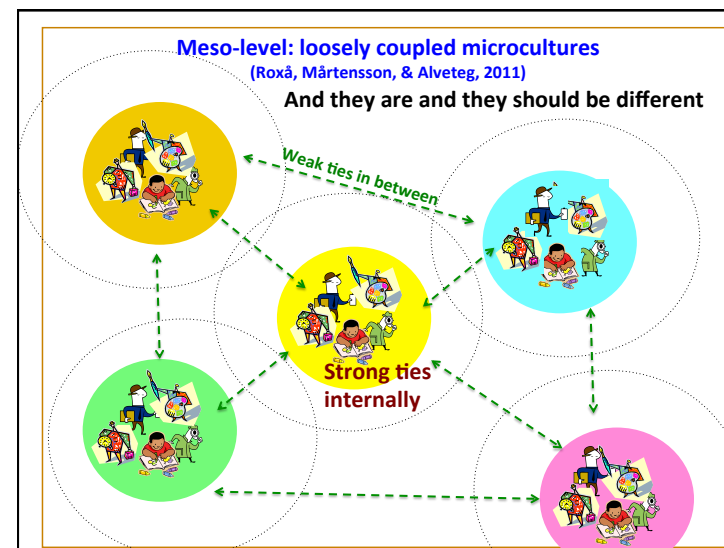 Meso-level: loosely coupled microcultures
(Roxå, Mårtensson, & Alveteg, 2011)
And they are and they should be different
Weak ties in between
Strong ties
internally